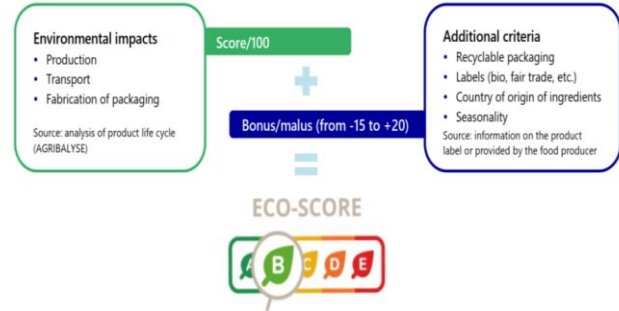 Environmental impacts
• Production
• Transport
• Fabrication of packaging
Source: analysis of product life cycle
(AGRIBALYSE)
Score/100
+
Bonus/malus (from -15 to +20)
=
Additional criteria
• Recyclable packaging
• Labels (bio, fair trade, etc.)
• Country of origin of ingredients
• Seasonality
Source: information on the product
label or provided by the food producer
ECO-SCORE
A B C D E